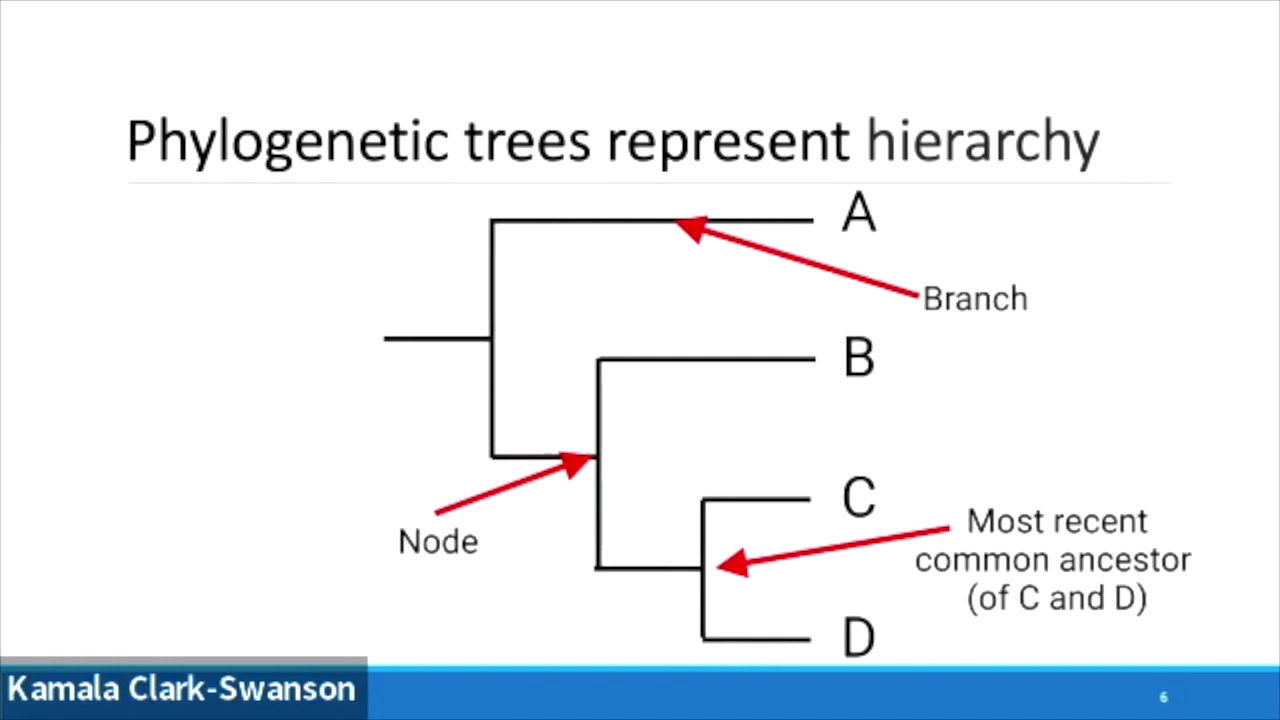 Phylogenetic trees represent hierarchy
A
Branch
B
C
Node
Most recent
common ancestor
(of C and D)
D
Kamala Clark-Swanson
6